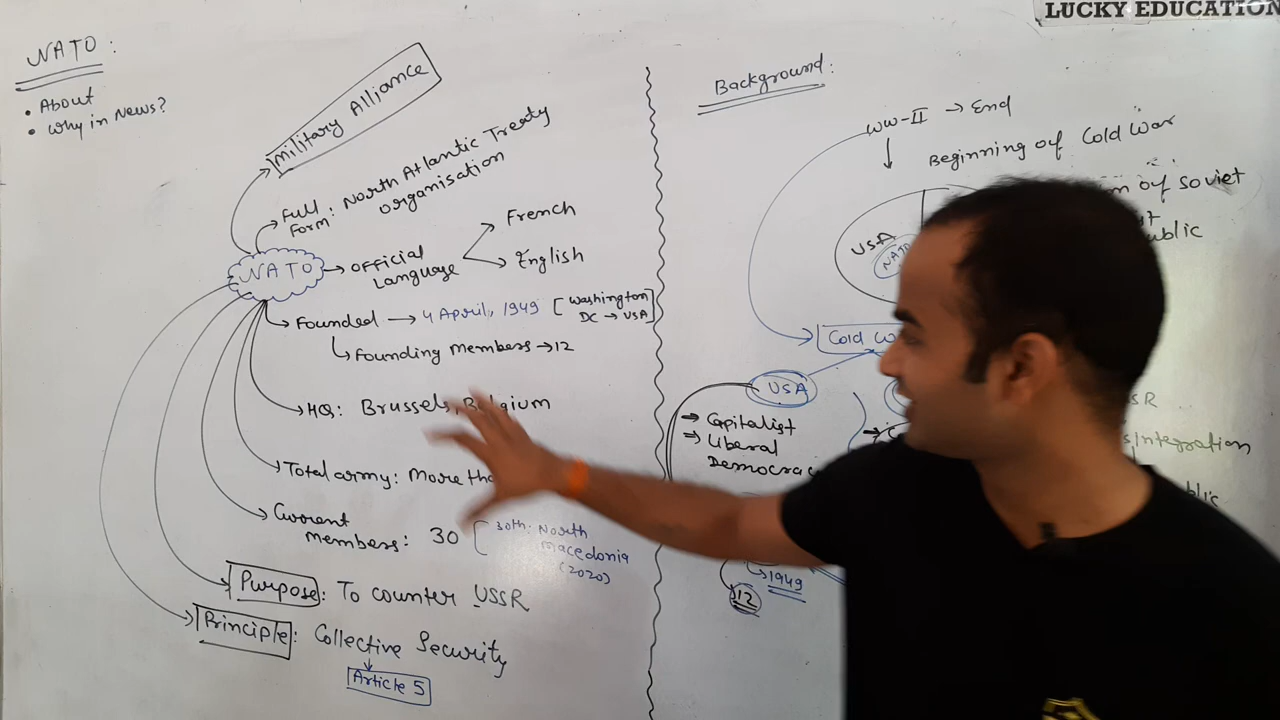 LUCKY EDUCATION
NATO:
• About
• Why in News?
Military Alliance
Full Form: North Atlantic Treaty
organisation
NATO
official
Language
French
English
Founded → 4 April, 1949 [Washington
DC → USA]
Founding Members → 12
HQ: Brussels, Belgium
Total army: More
Current
members: 30 [30th: North
Macedonia
(2020)
Purpose: To counter USSR
Principle: Collective Security
Article 5
Background:
WW-II → End
Beginning of Cold War
of Soviet
USA
NATO
Cold
USA
⇒ Capitalist
⇒ Liberal
Democrac
1949
12